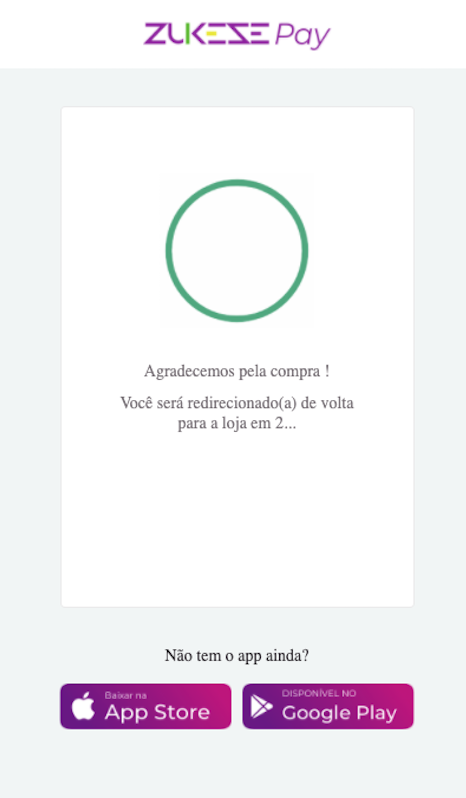 ZUKESE Pay
Agradecemos pela compra !
Você será redirecionado(a) de volta
para a loja em 2...
Não tem o app ainda?
Baixar na
App Store
DISPONÍVEL NO
Google Play